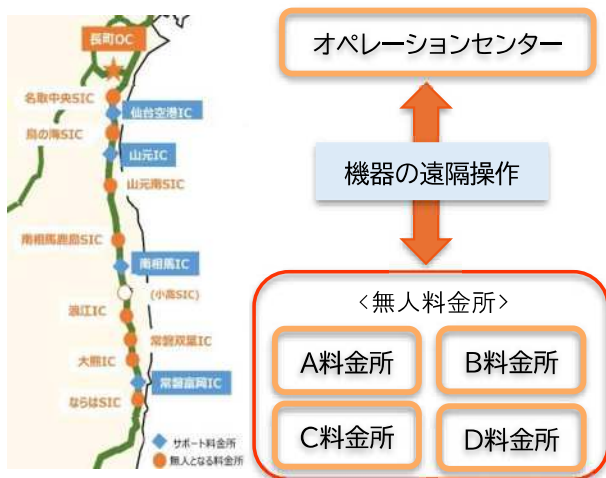 長町OC
名取中央SIC
仙台空港IC
鳥の海SIC
山元IC
山元南SIC
南相馬鹿島SIC
南相馬IC
(小高SIC)
浪江IC
常磐双葉IC
大熊IC
常磐富岡IC
ならはSIC
サポート料金所
無人となる料金所
オペレーションセンター
機器の遠隔操作
<無人料金所>
A料金所
B料金所
C料金所
D料金所